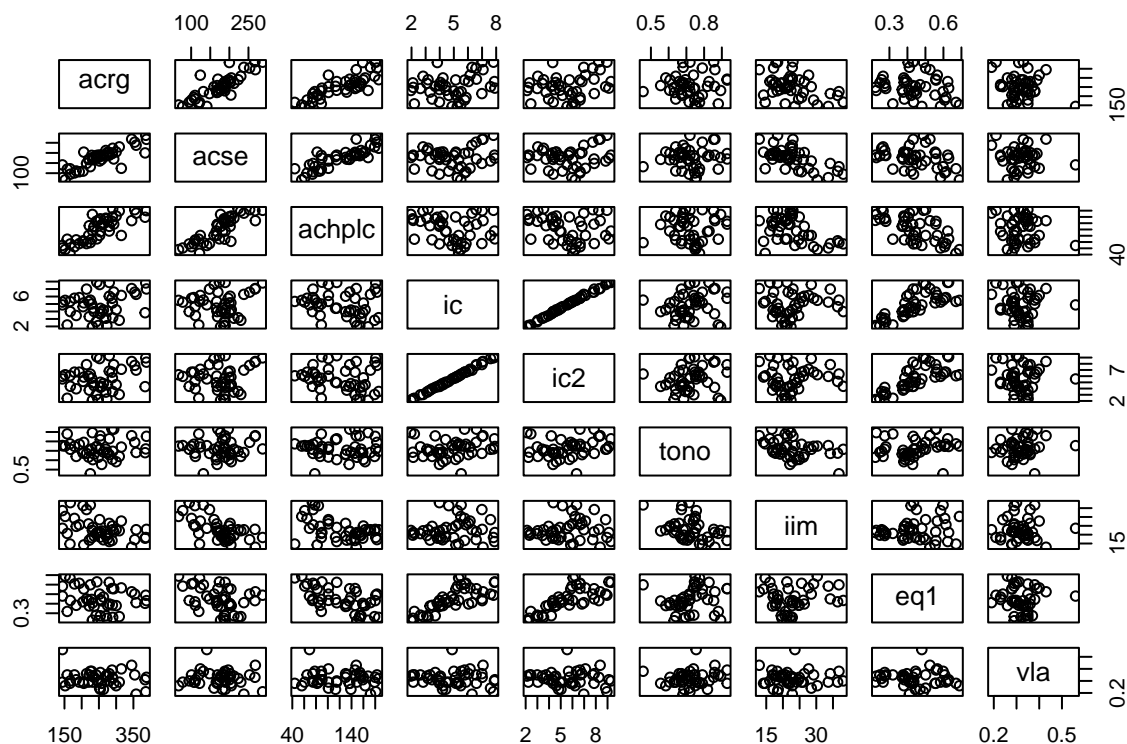 100 250 2 5 8 0.5 0.8 0.3 0.6
acrg 150
100 acse
achplc 40
2 6 ic
ic2 2 7
0.5 tono
iim 15
0.3 eq1
vla 0.2
150 350 40 140 2 5 8 15 30 0.2 0.5